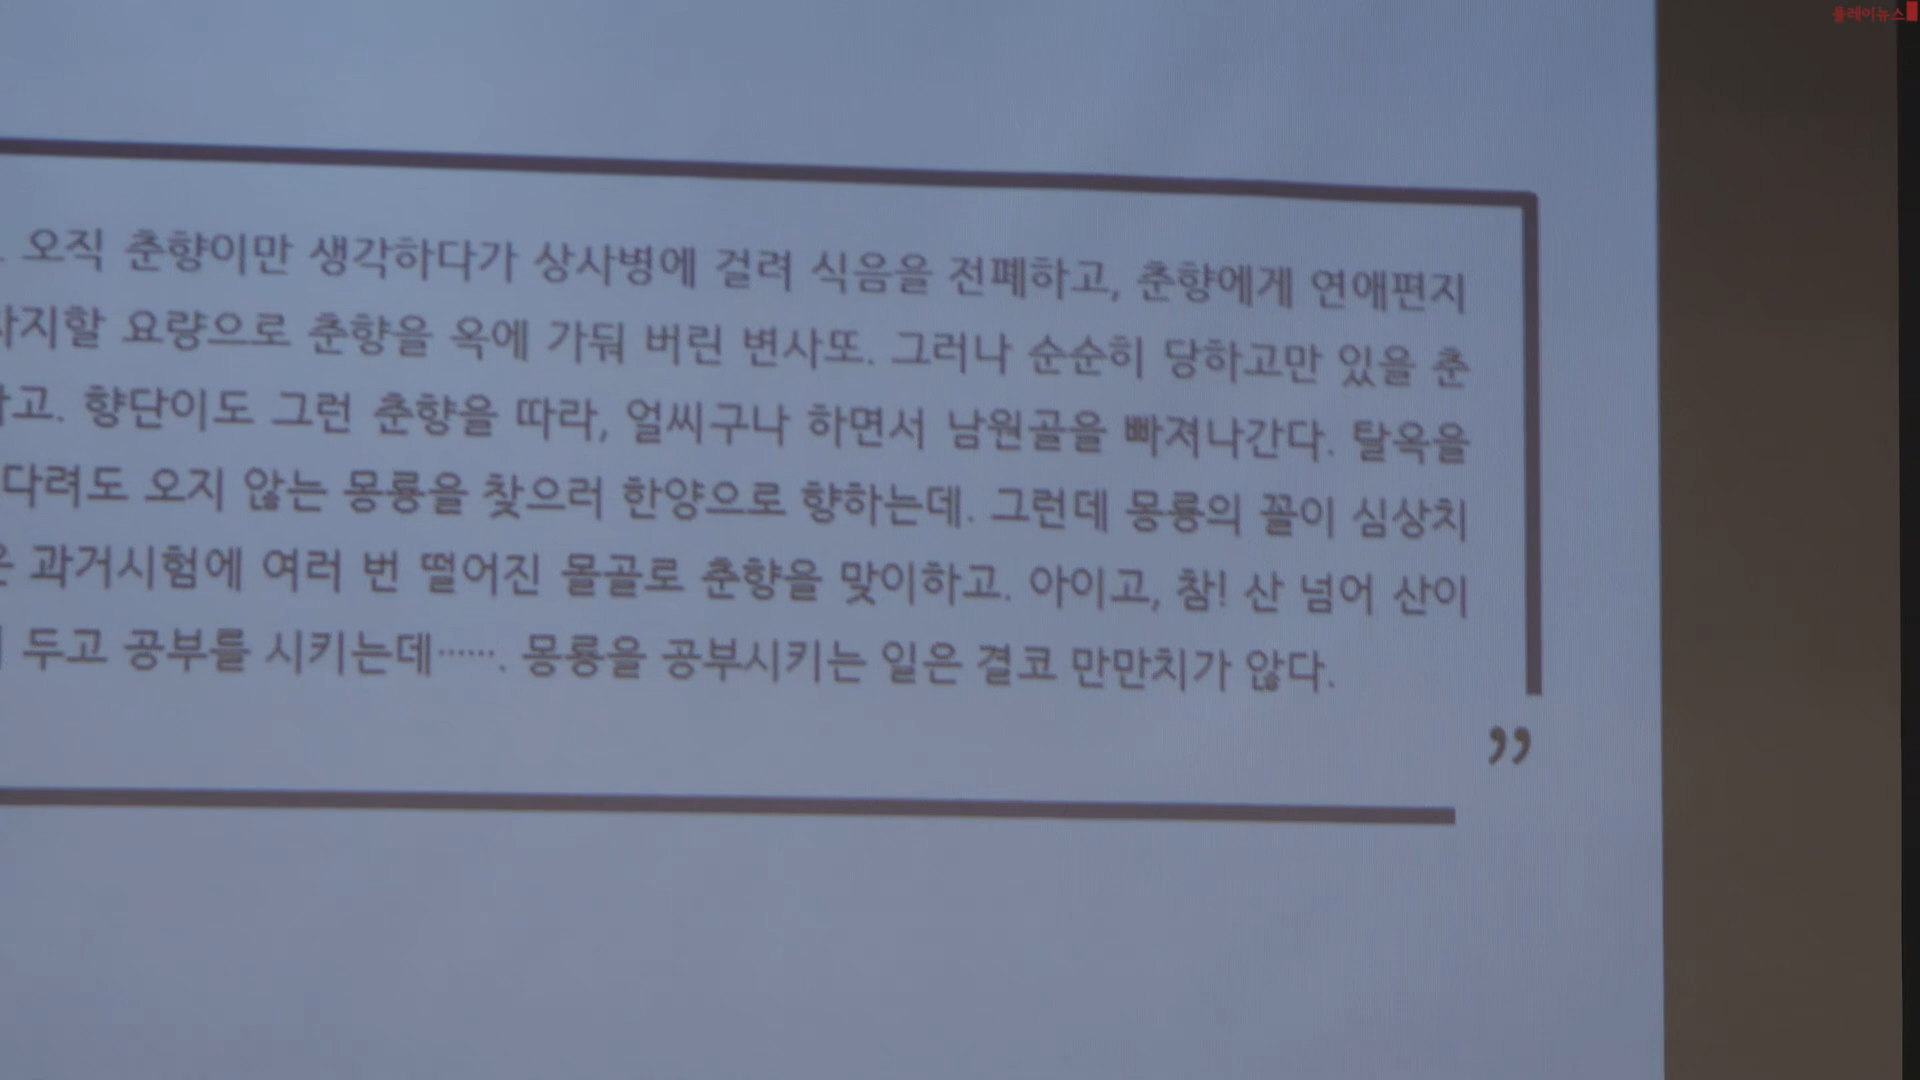 플레이뉴스
오직 춘향이만 생각하다가 상사병에 걸려 식음을 전폐하고, 춘향에게 연애편지
차지할 요량으로 춘향을 옥에 가둬 버린 변사또. 그러나 순순히 당하고만 있을 춘
고. 향단이도 그런 춘향을 따라, 얼씨구나 하면서 남원골을 빠져나간다. 탈옥을
다려도 오지 않는 몽룡을 찾으러 한양으로 향하는데. 그런데 몽룡의 꼴이 심상치
과거시험에 여러 번 떨어진 몰골로 춘향을 맞이하고. 아이고, 참! 산 넘어 산이
두고 공부를 시키는데……. 몽룡을 공부시키는 일은 결코 만만치가 않다.
”